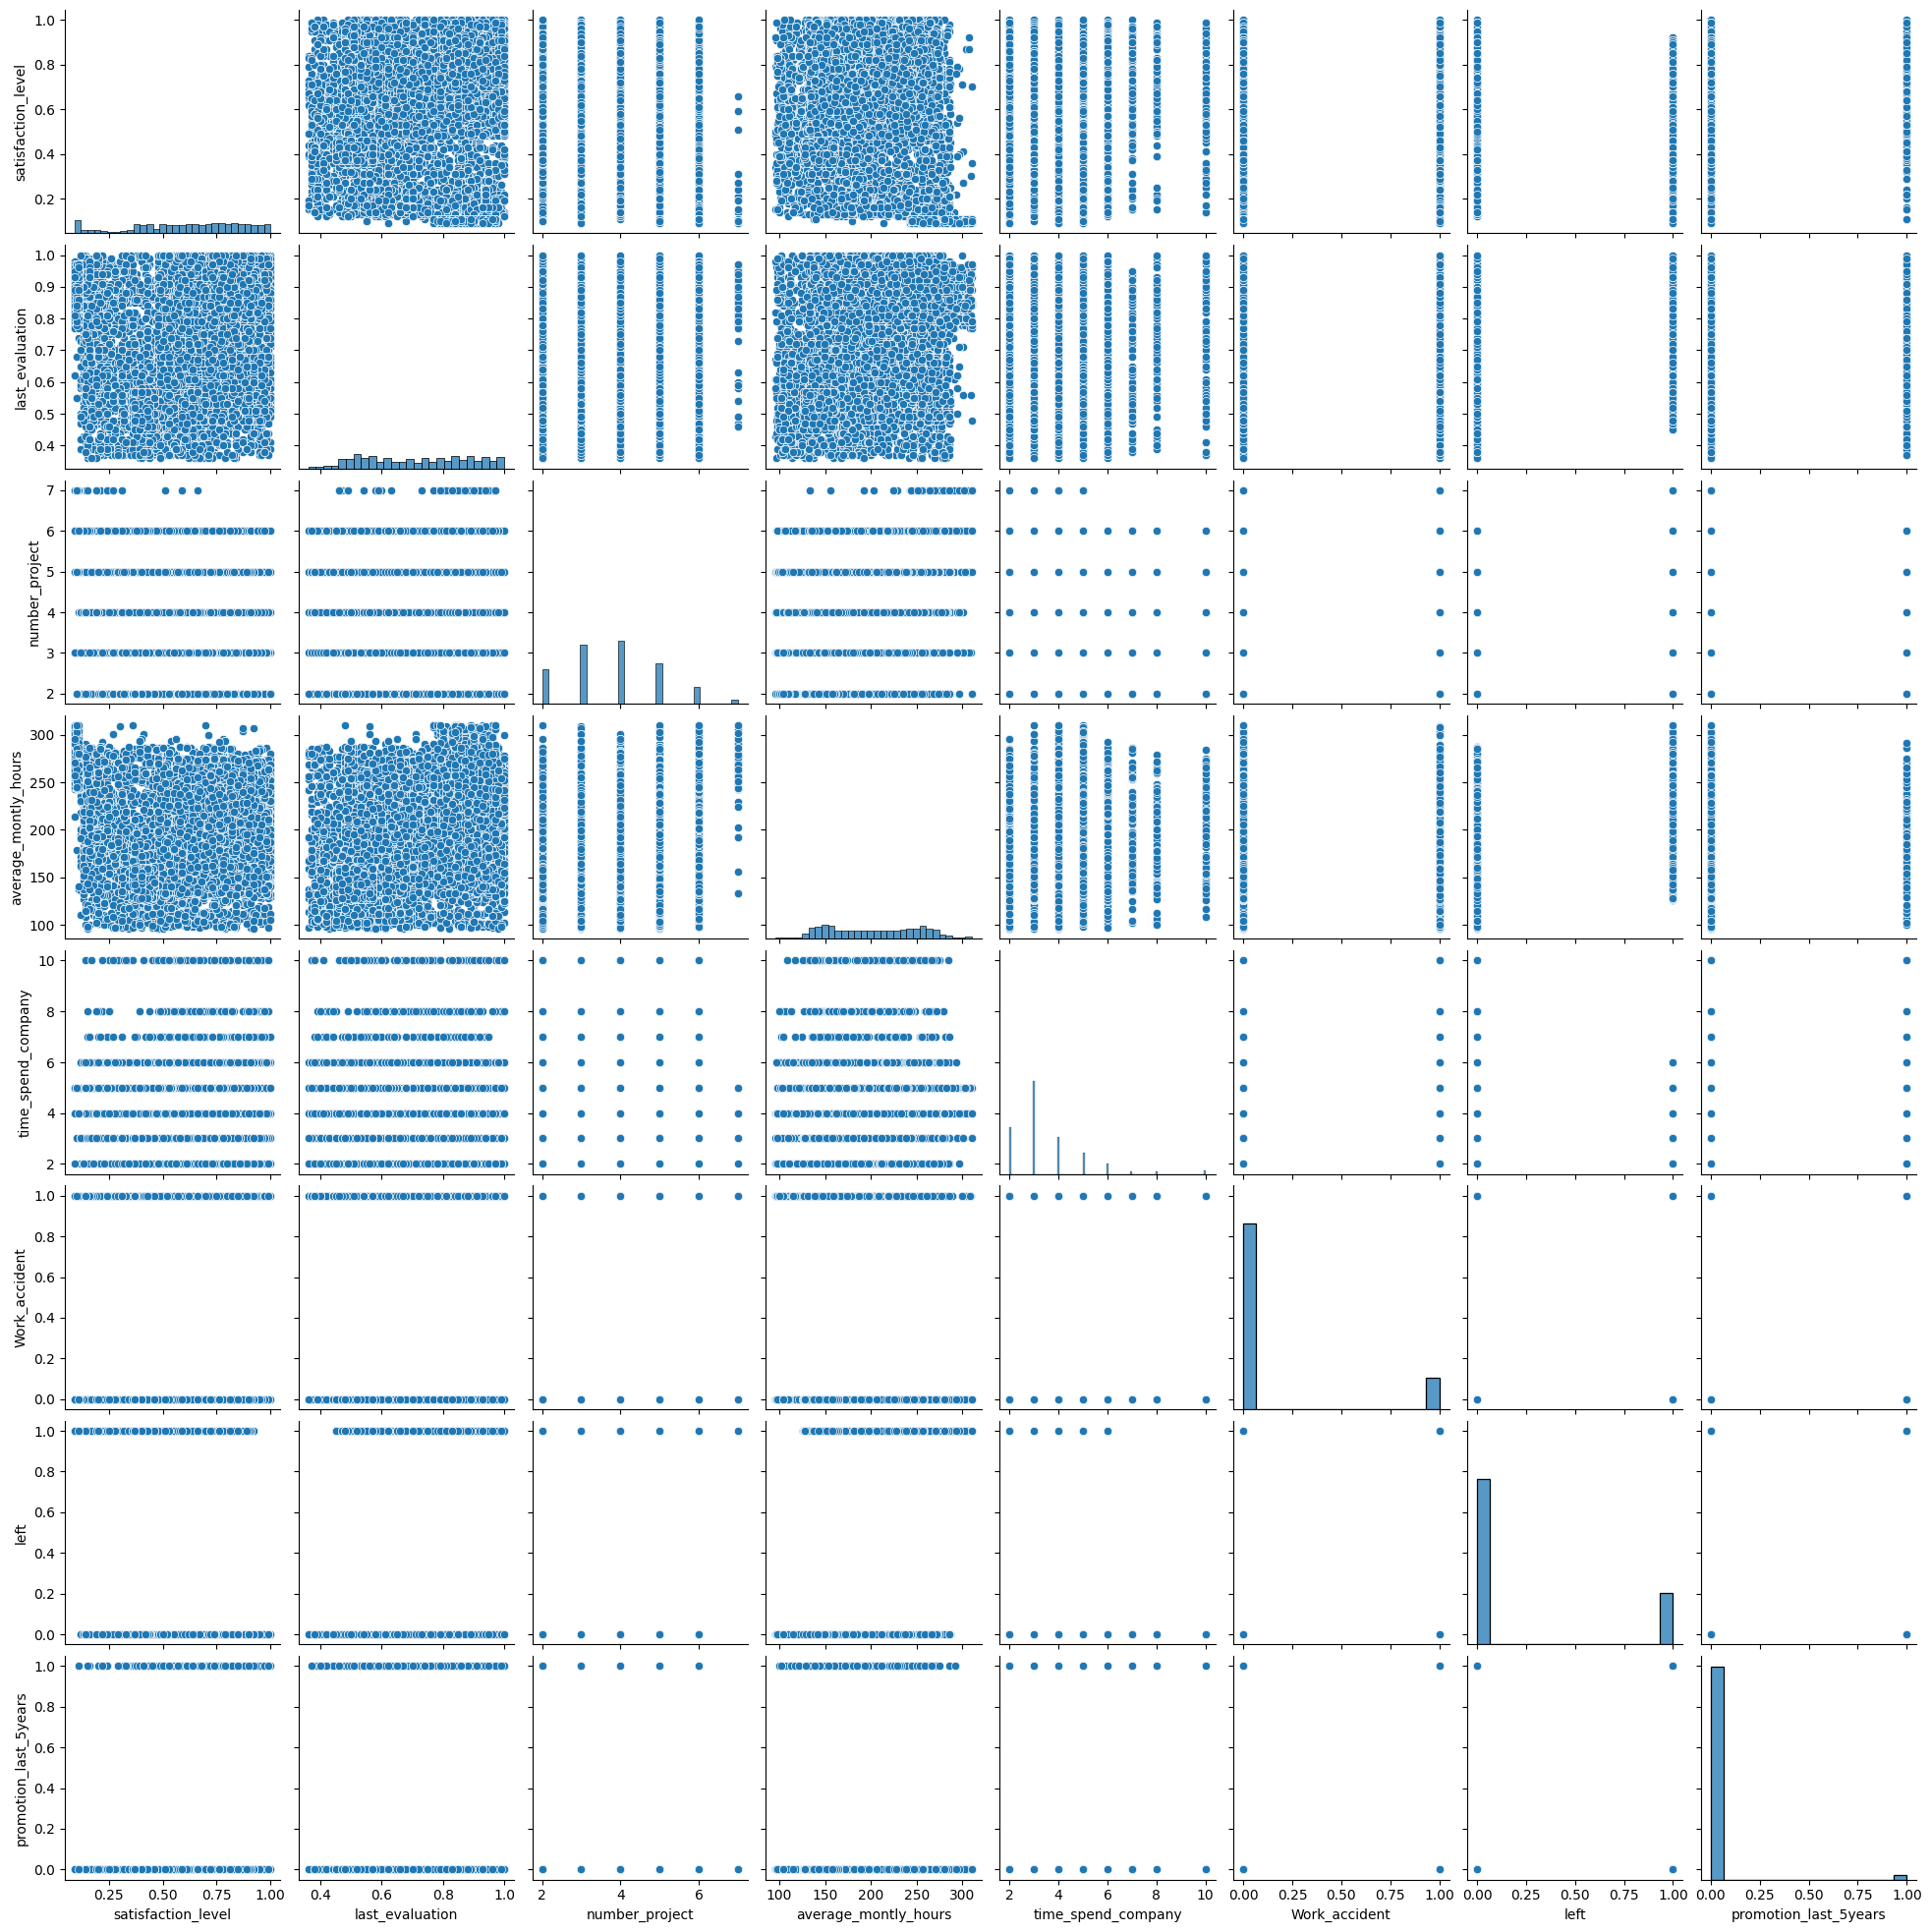 1.0
0.8
0.6
0.4
0.2
satisfaction_level
1.0
0.9
0.8
0.7
0.6
0.5
0.4
last_evaluation
7
6
5
4
3
2
number_project
300
250
200
150
100
average_montly_hours
10
8
6
4
2
time_spend_company
1.0
0.8
0.6
0.4
0.2
0.0
Work_accident
1.0
0.8
0.6
0.4
0.2
0.0
left
1.0
0.8
0.6
0.4
0.2
0.0
promotion_last_5years
0.25 0.50 0.75 1.00
satisfaction_level
0.4 0.6 0.8 1.0
last_evaluation
2 4 6
number_project
100 150 200 250 300
average_montly_hours
2 4 6 8 10
time_spend_company
0.00 0.25 0.50 0.75 1.00
Work_accident
0.00 0.25 0.50 0.75 1.00
left
0.00 0.25 0.50 0.75 1.00
promotion_last_5years